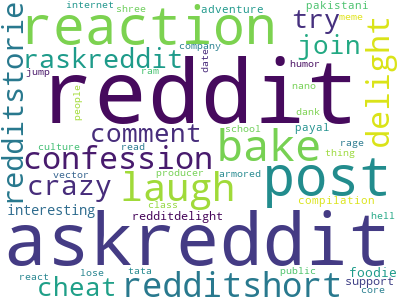 internet shree adventure pakistani
reaction try meme
company
raskreddit join
date
redditstorie
jump ram humor
reddit nano
people dank delight
comment school payal
culture read rage
confession bake thing
vector producer armored
crazy laugh post
compilation
interesting class
redditdelight hell
askreddit
react lose tata public foodie
cheat redditshort support
core